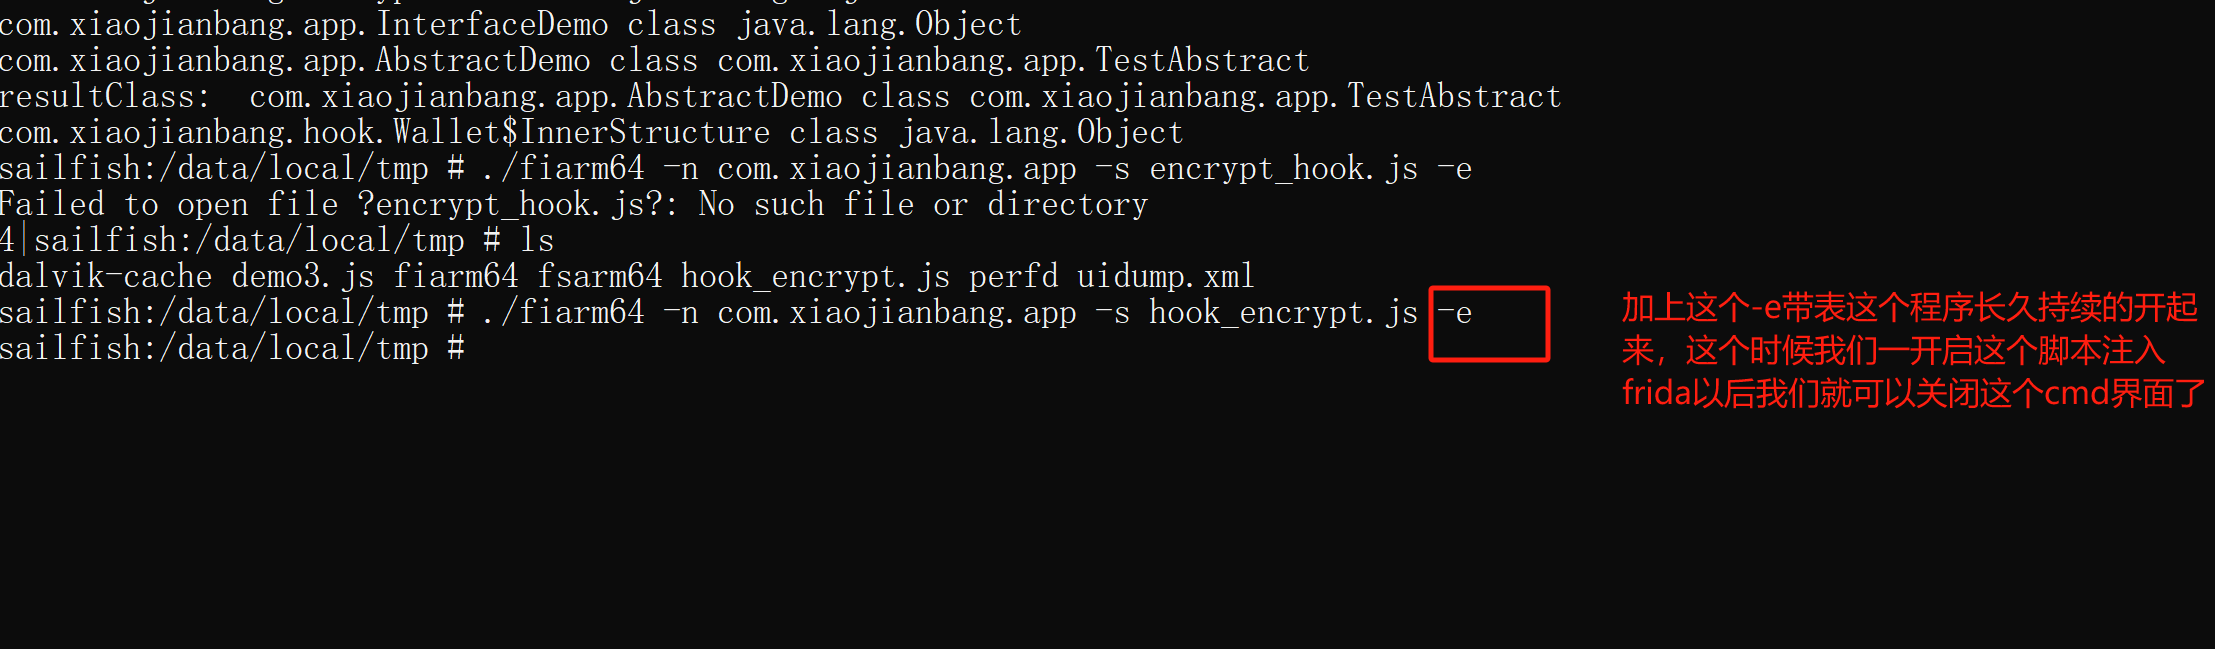 com.xiaojianbang.app.InterfaceDemo class java.lang.Object
com.xiaojianbang.app.AbstractDemo class com.xiaojianbang.app.TestAbstract
resultClass:  com.xiaojianbang.app.AbstractDemo class com.xiaojianbang.app.TestAbstract
com.xiaojianbang.hook.Wallet$InnerStructure class java.lang.Object
sailfish:/data/local/tmp # ./fiarm64 -n com.xiaojianbang.app -s encrypt_hook.js -e
Failed to open file ?encrypt_hook.js?: No such file or directory
4|sailfish:/data/local/tmp # ls
dalvik-cache demo3.js fiarm64 fsarm64 hook_encrypt.js perfd uidump.xml
sailfish:/data/local/tmp # ./fiarm64 -n com.xiaojianbang.app -s hook_encrypt.js -e
sailfish:/data/local/tmp #
加上这个-e带表这个程序长久持续的开起
来，这个时候我们一开启这个脚本注入
frida以后我们就可以关闭这个cmd界面了